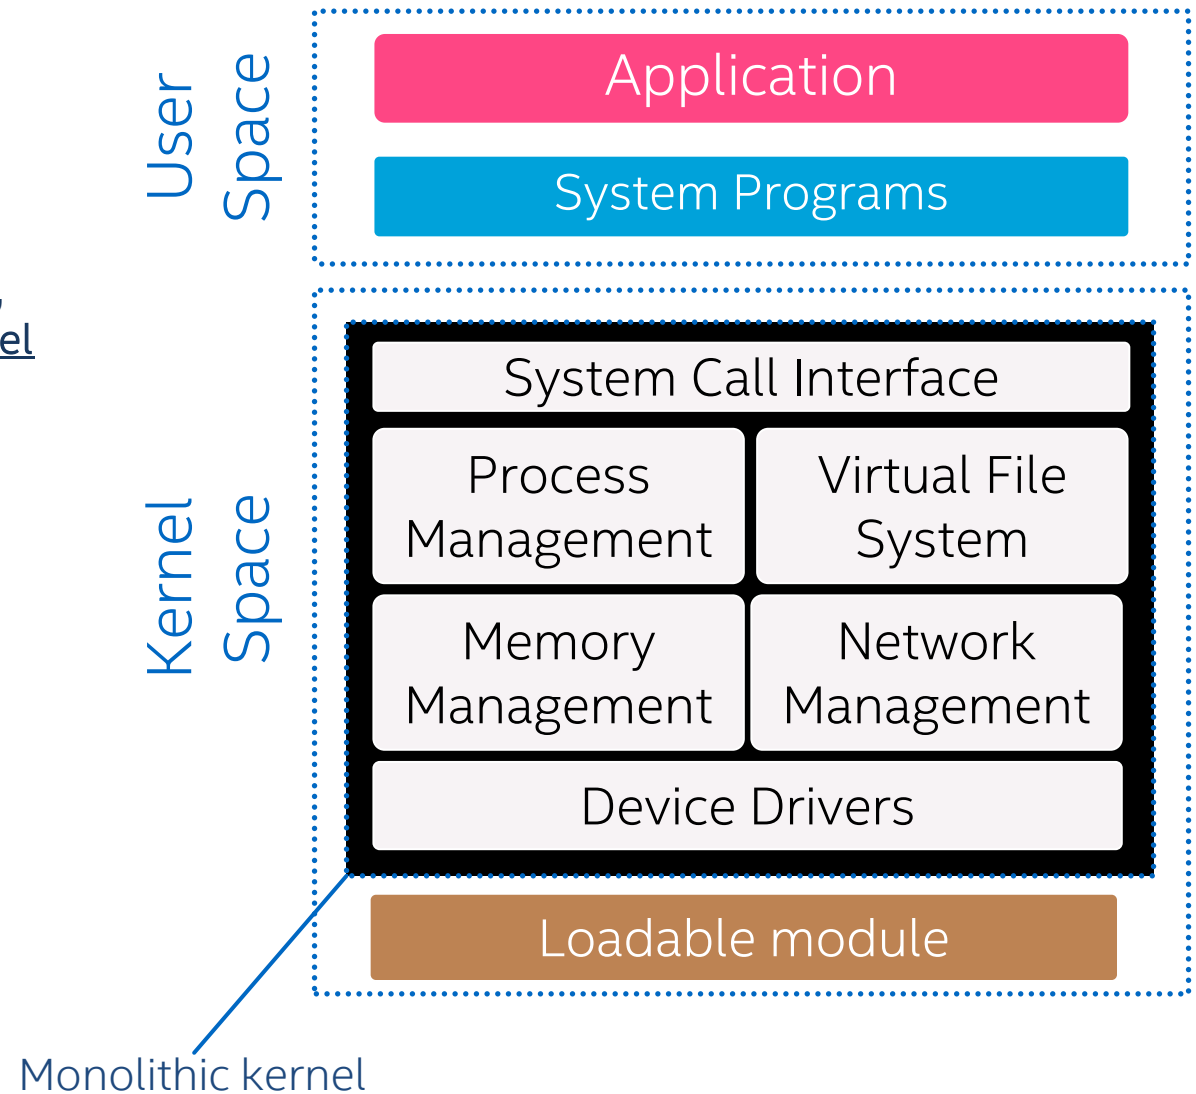 User
Space
Application
System Programs
el
Kernel
Space
System Call Interface
Process
Management
Virtual File
System
Memory
Management
Network
Management
Device Drivers
Loadable module
Monolithic kernel